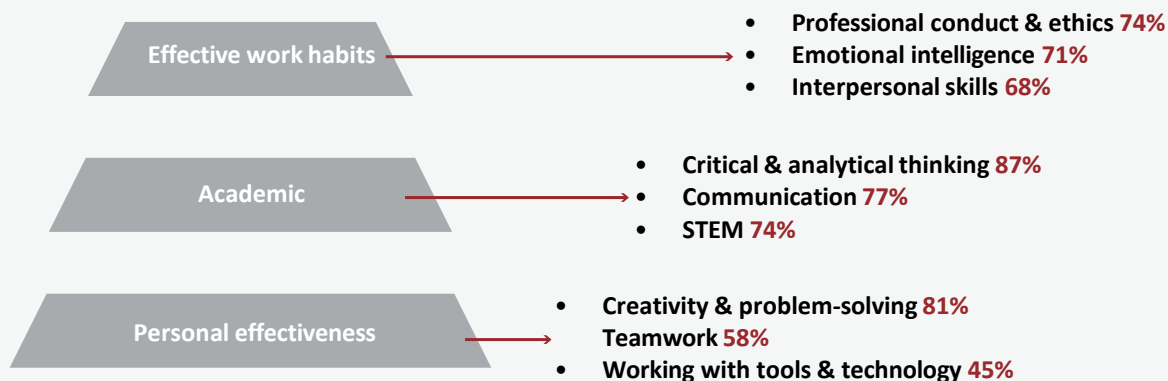 Effective work habits
• Professional conduct & ethics 74%
• Emotional intelligence 71%
• Interpersonal skills 68%
Academic
• Critical & analytical thinking 87%
• Communication 77%
• STEM 74%
Personal effectiveness
• Creativity & problem-solving 81%
Teamwork 58%
• Working with tools & technology 45%